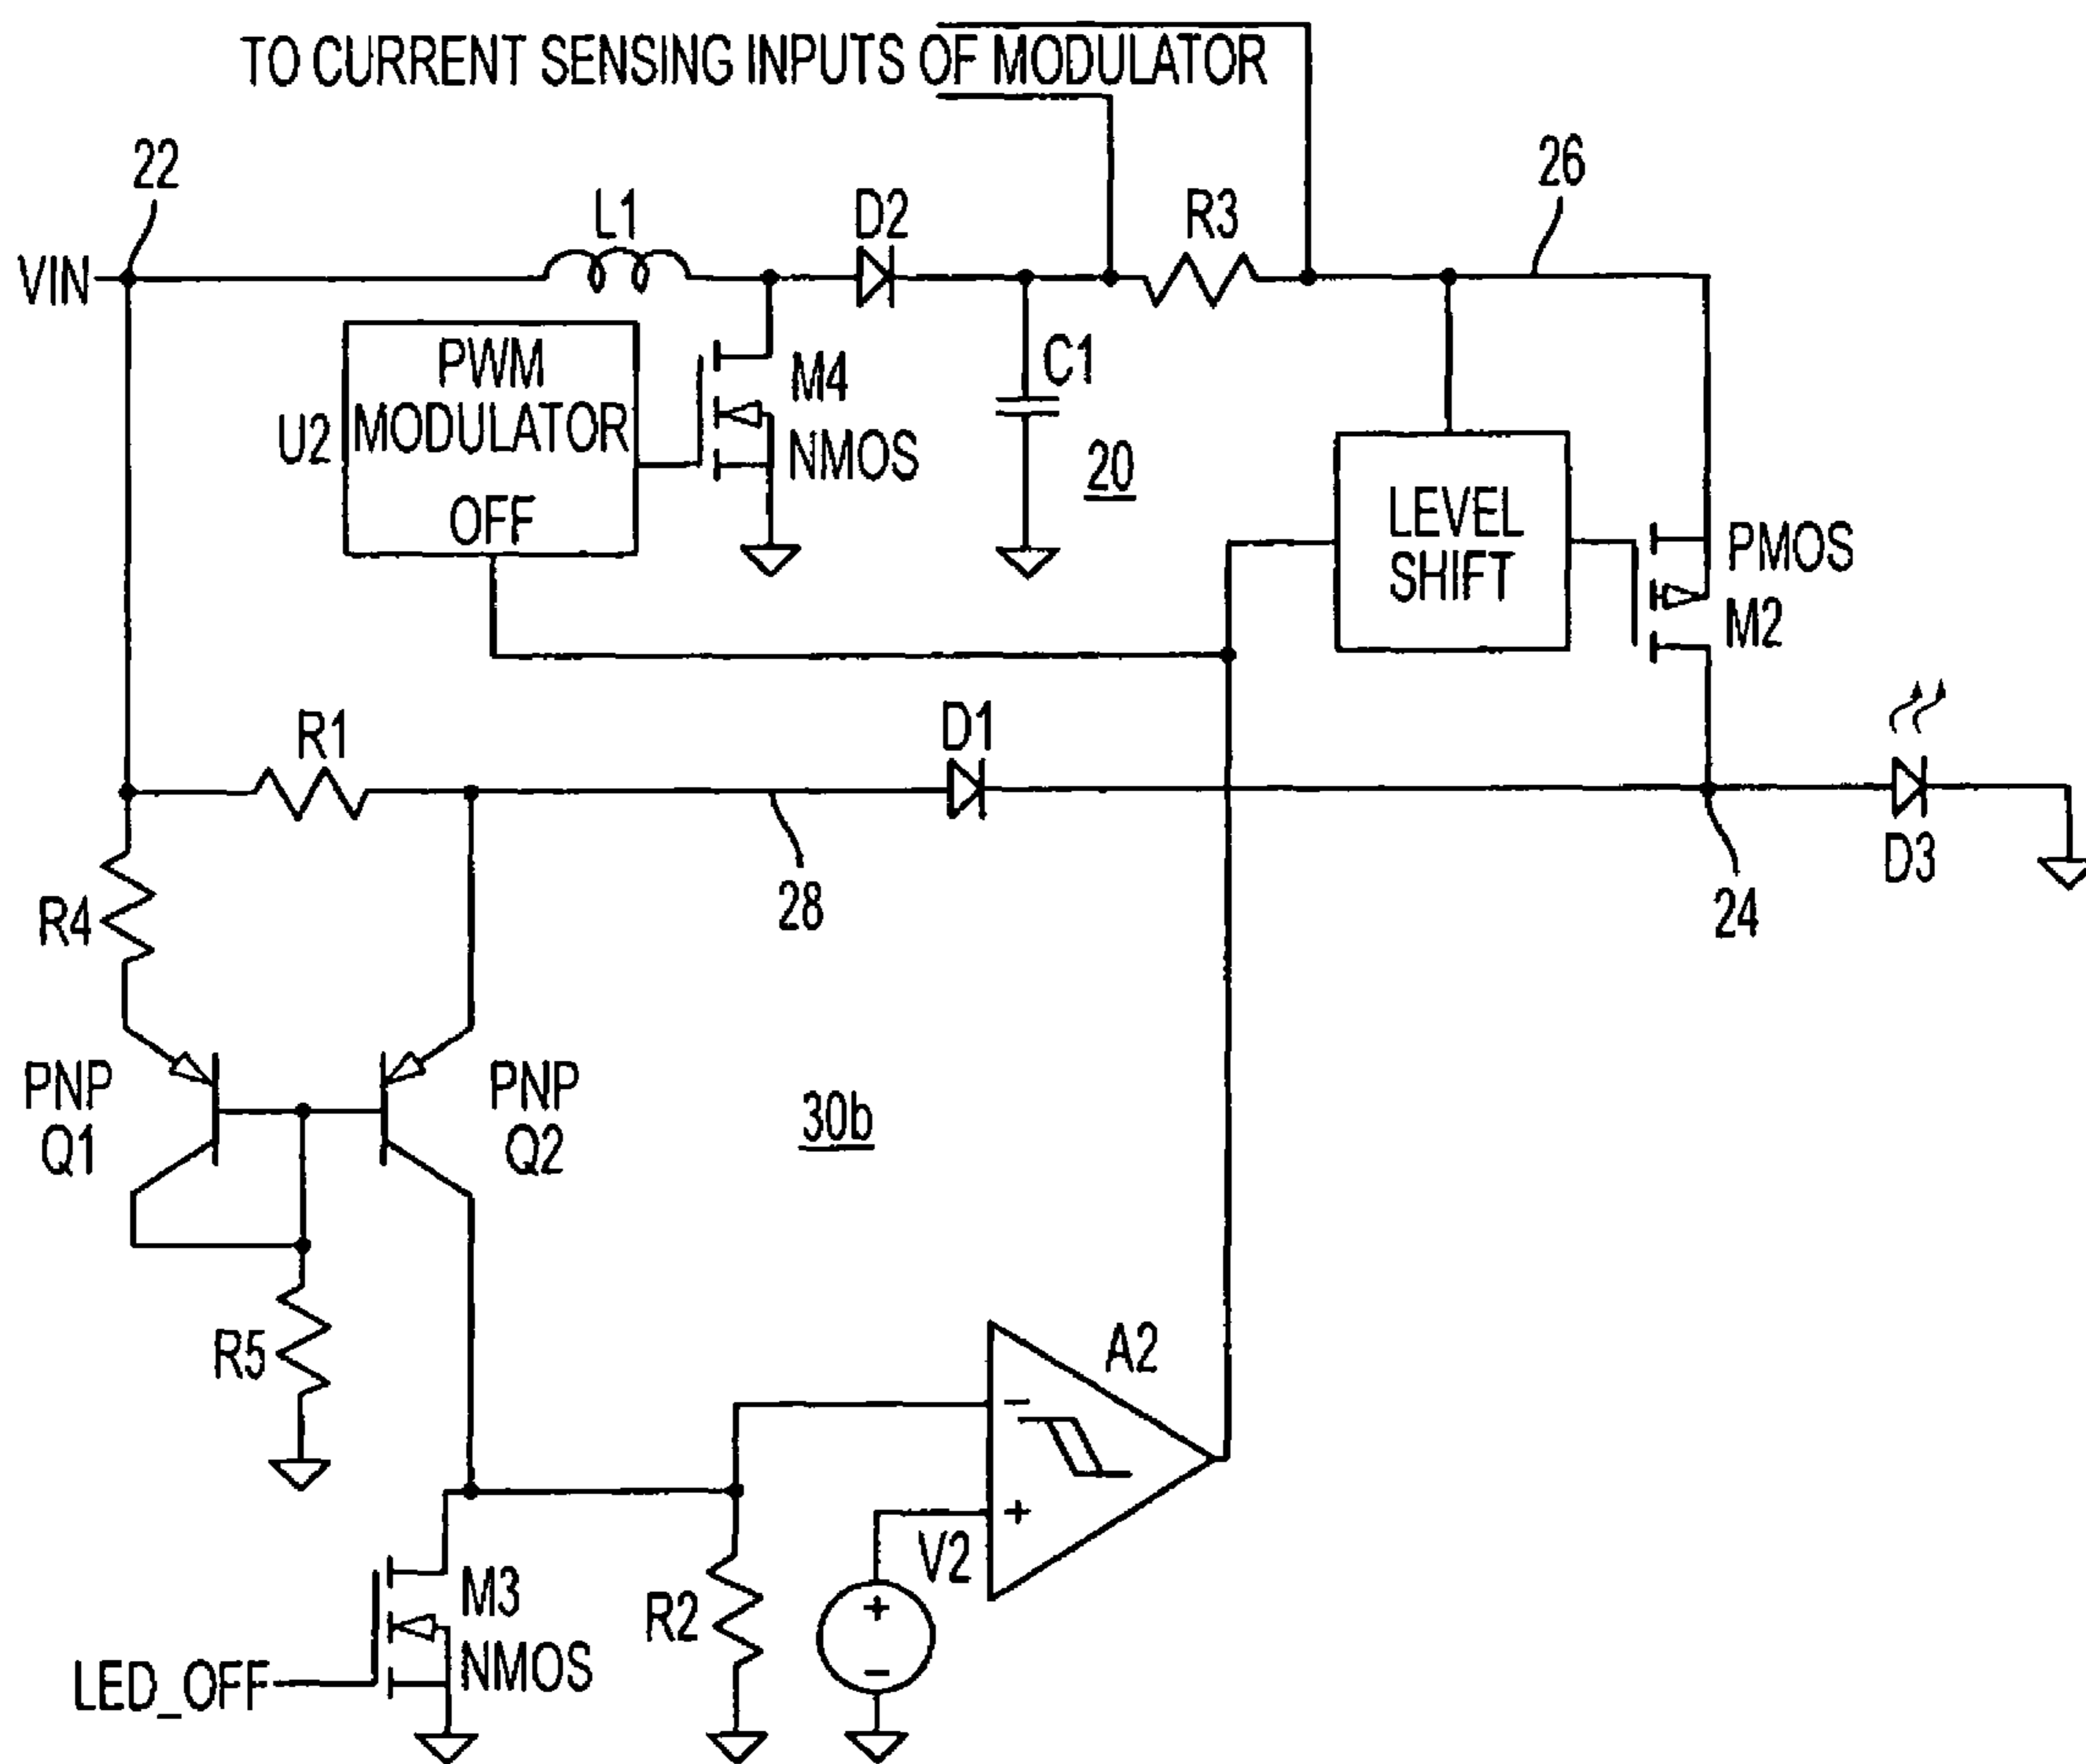 TO CURRENT SENSING INPUTS OF MODULATOR
22
26
L1
D2
R3
VIN
PWM
MODULATOR
OFF
U2
M4
NMOS
C1
20
LEVEL
SHIFT
PMOS
M2
R1
D1
28
24
D3
R4
PNP
Q1
PNP
Q2
30b
R5
A2
-
+
V2
+
-
M3
NMOS
R2
LED_OFF